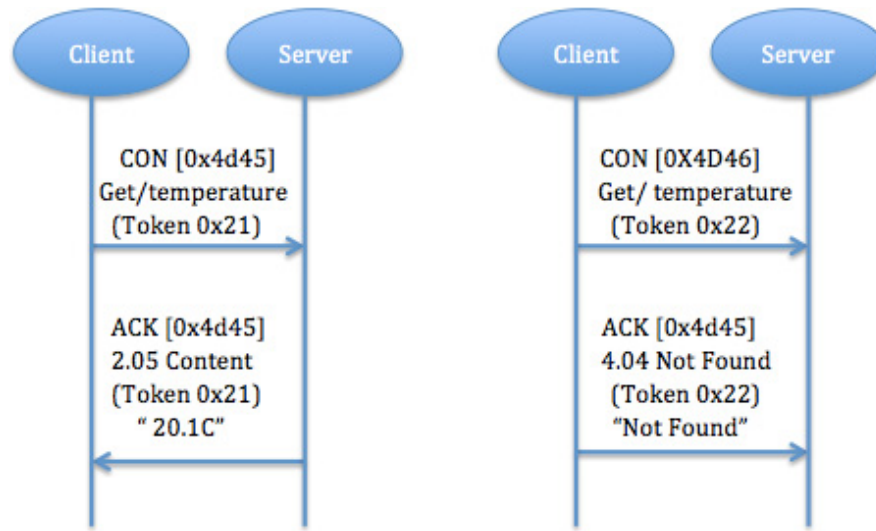 Client
Server
CON [0x4d45]
Get/temperature
(Token 0x21)
ACK [0x4d45]
2.05 Content
(Token 0x21)
“ 20.1C”
Client
Server
CON [0X4D46]
Get/ temperature
(Token 0x22)
ACK [0x4d45]
4.04 Not Found
(Token 0x22)
“Not Found”